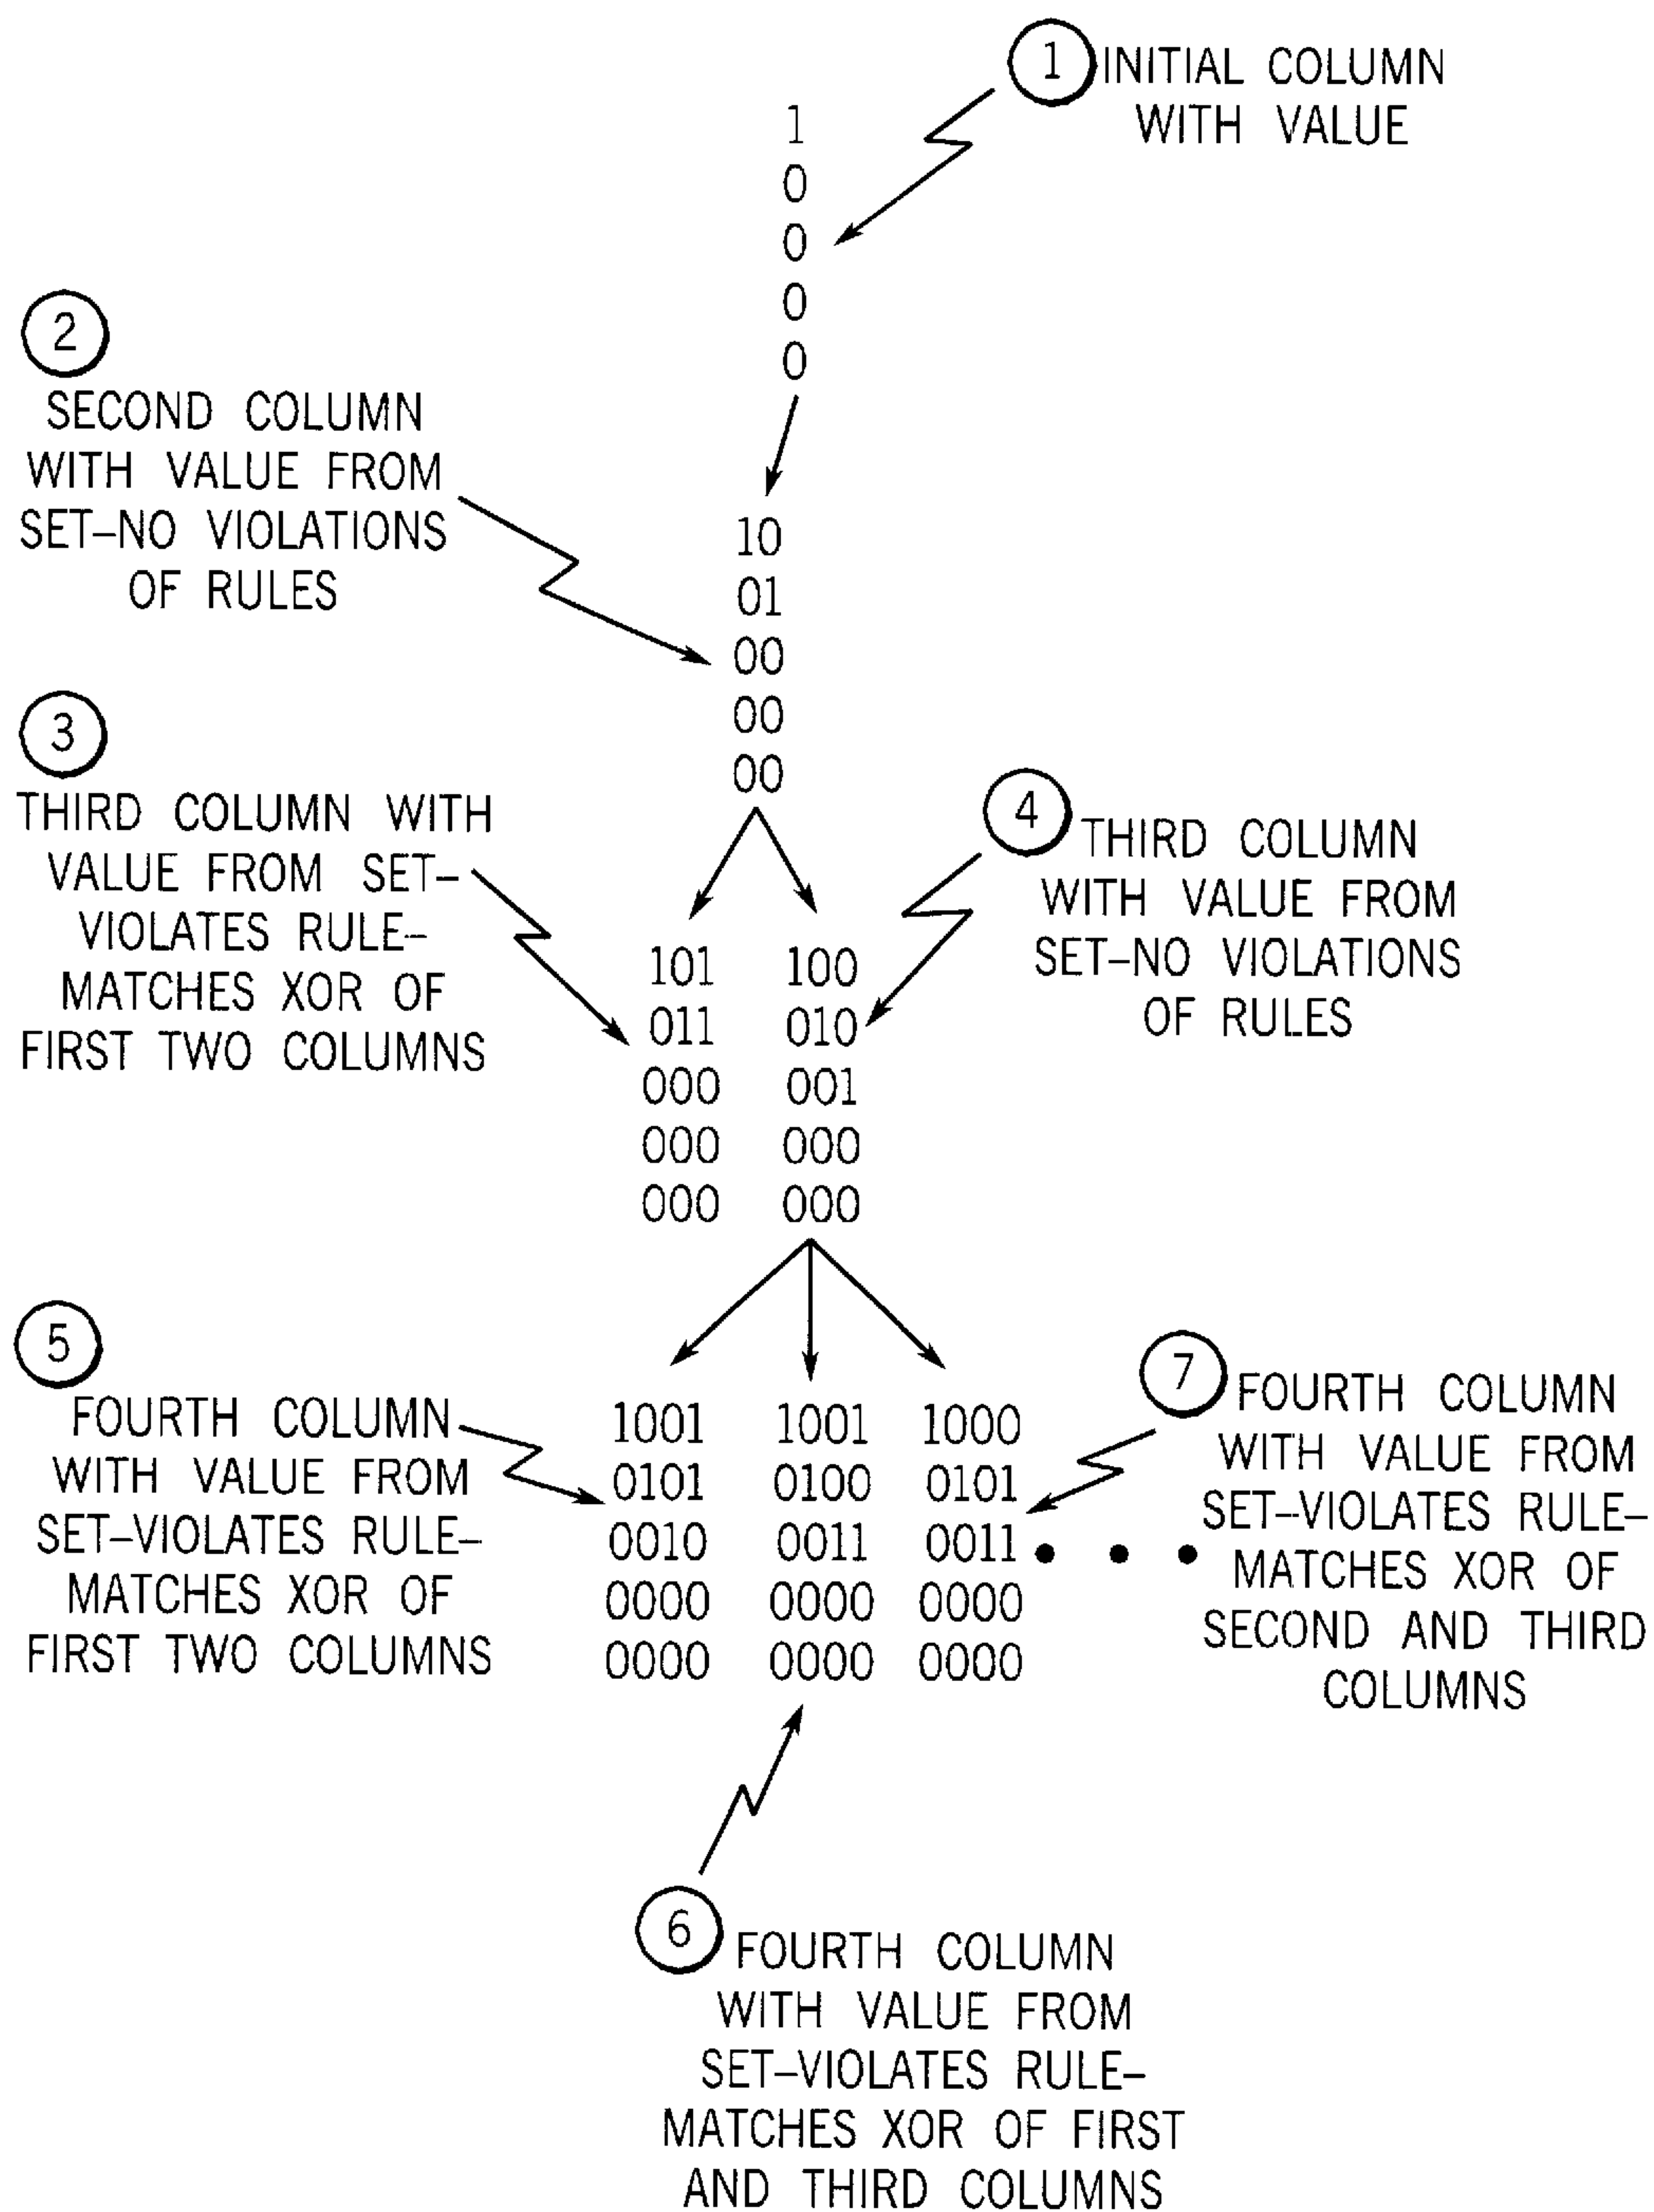 1
INITIAL COLUMN
WITH VALUE
1
0
0
0
0
2
SECOND COLUMN
WITH VALUE FROM
SET–NO VIOLATIONS
OF RULES
10
01
00
00
00
3
THIRD COLUMN WITH
VALUE FROM SET–
VIOLATES RULE–
MATCHES XOR OF
FIRST TWO COLUMNS
4
THIRD COLUMN
WITH VALUE FROM
SET–NO VIOLATIONS
OF RULES
101 100
011 010
000 001
000 000
000 000
5
FOURTH COLUMN
WITH VALUE FROM
SET–VIOLATES RULE–
MATCHES XOR OF
FIRST TWO COLUMNS
1001 1001 1000
0101 0100 0101
0010 0011 0011 • • •
0000 0000 0000
0000 0000 0000
7
FOURTH COLUMN
WITH VALUE FROM
SET–VIOLATES RULE–
MATCHES XOR OF
SECOND AND THIRD
COLUMNS
6
FOURTH COLUMN
WITH VALUE FROM
SET–VIOLATES RULE–
MATCHES XOR OF FIRST
AND THIRD COLUMNS